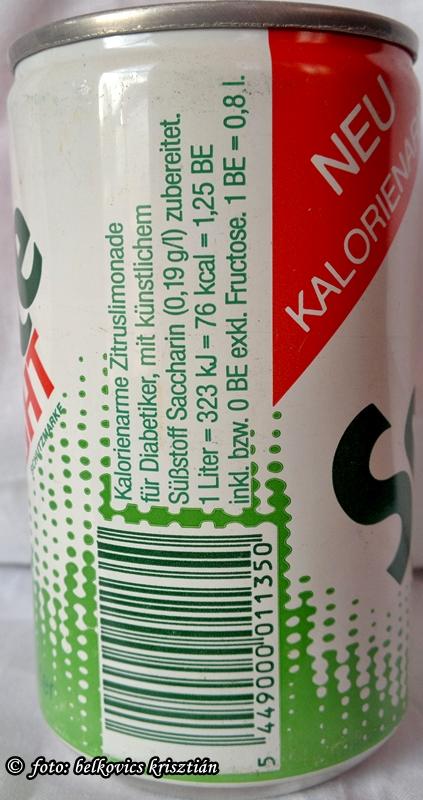 Kalorienarme Zitruslimonade
für Diabetiker, mit künstlichem
Süßstoff Saccharin (0,19 g/l) zubereitet.
1 Liter = 323 kJ = 76 kcal = 1,25 BE
inkl. bzw. 0 BE exkl. Fructose. 1 BE = 0,8 l.
NEU
SCHUTZMARKE
5 449000 011350
© foto: belkovics krisztián